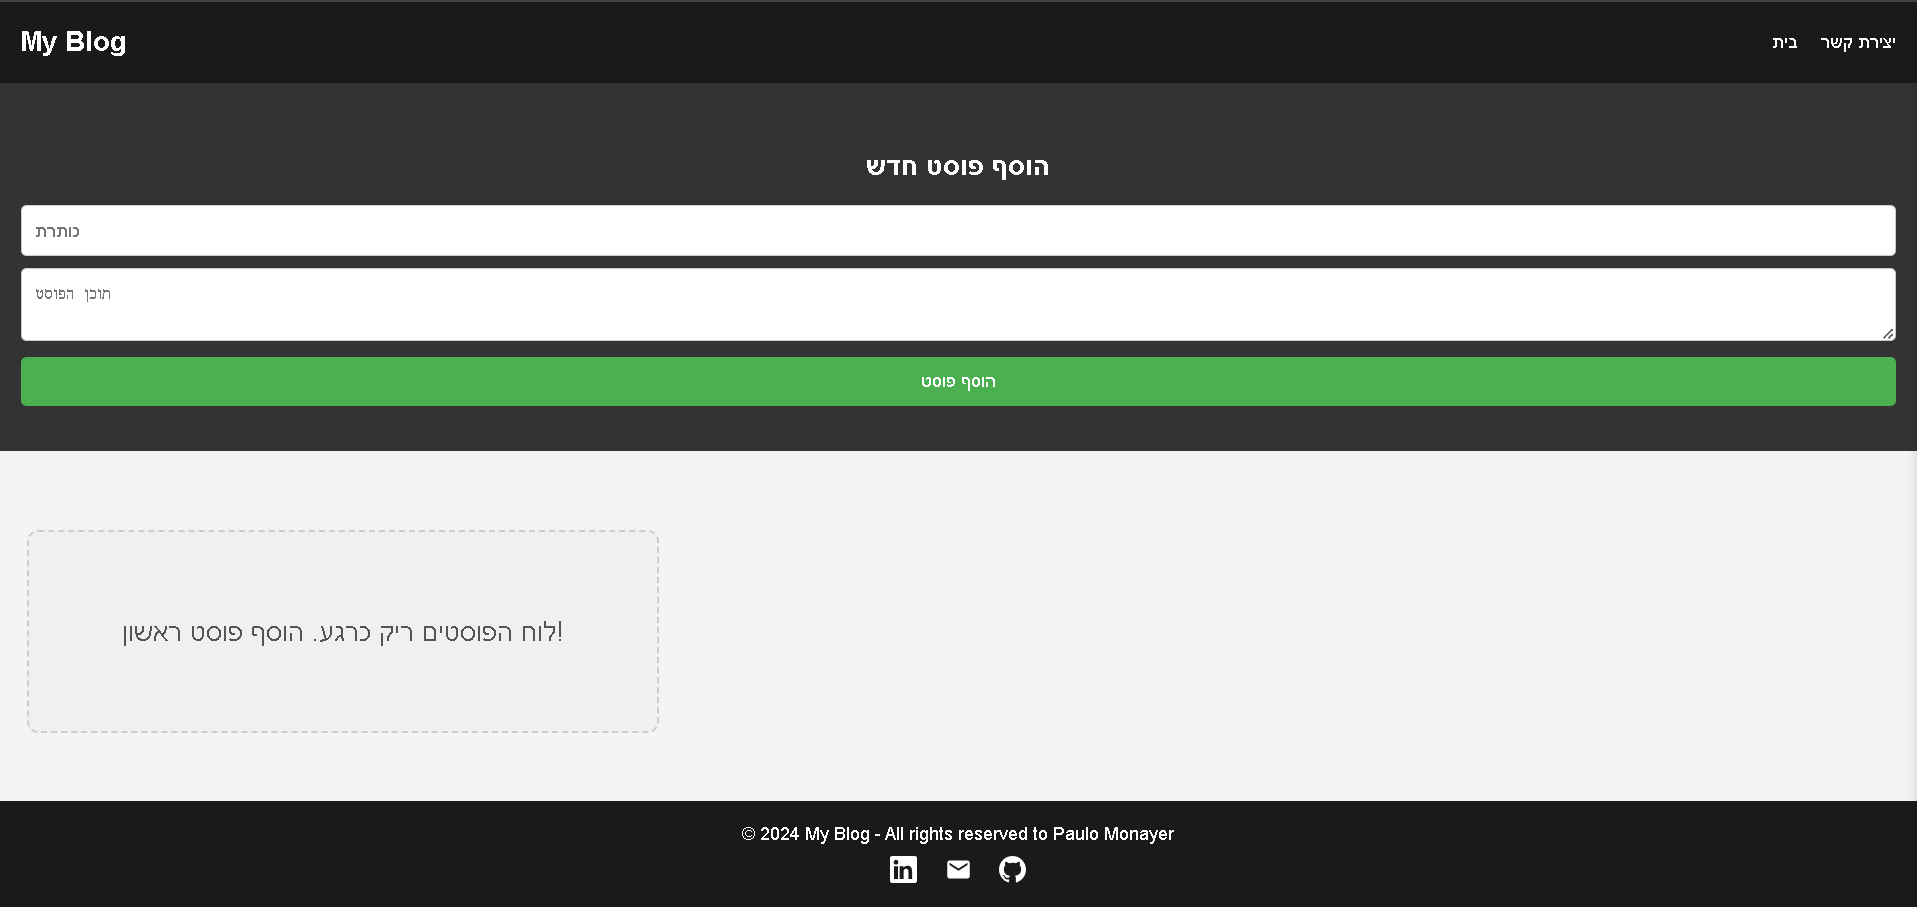 My Blog
בית
יצירת קשר
הוסף פוסט חדש
כותרת
תוכן הפוסט
הוסף פוסט
לוח הפוסטים ריק כרגע. הוסף פוסט ראשון!
© 2024 My Blog - All rights reserved to Paulo Monayer
in